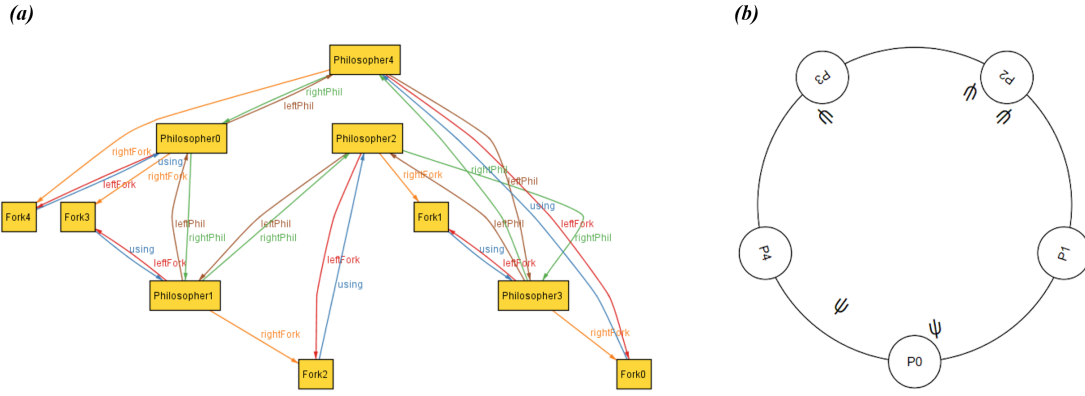 (a)
(b)
Philosopher4
rightPhil
leftPhil
Philosopher0
Philosopher2
rightFork
using
rightFork
leftFork
rightFork
rightPhil
leftPhil
using
leftFork
rightPhil
Fork4
Fork3
Fork1
leftPhil
rightPhil
leftPhil
rightPhil
leftPhil
using
leftFork
using
leftFork
leftFork
using
Philosopher1
Philosopher3
rightFork
rightFork
Fork2
Fork0
P3
P2
P4
P1
P0